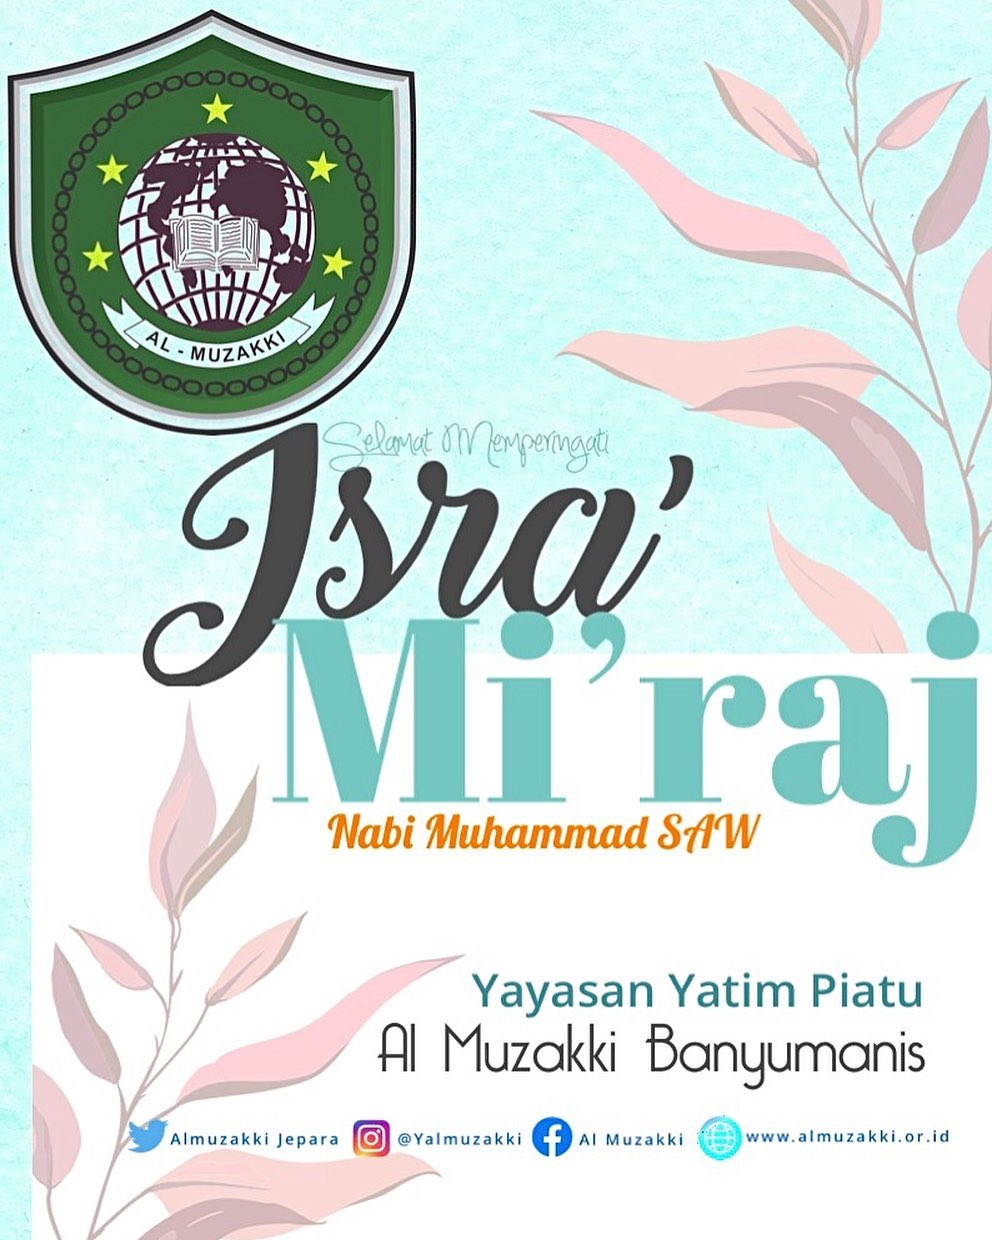 AL - MUZAKKI
Selamat Memperingati
Isra'
Mi'raj
Nabi Muhammad SAW
Yayasan Yatim Piatu
Al Muzakki Banyumanis
Almuzakki Jepara @Yalmuzakki Al Muzakki www.almuzakki.or.id